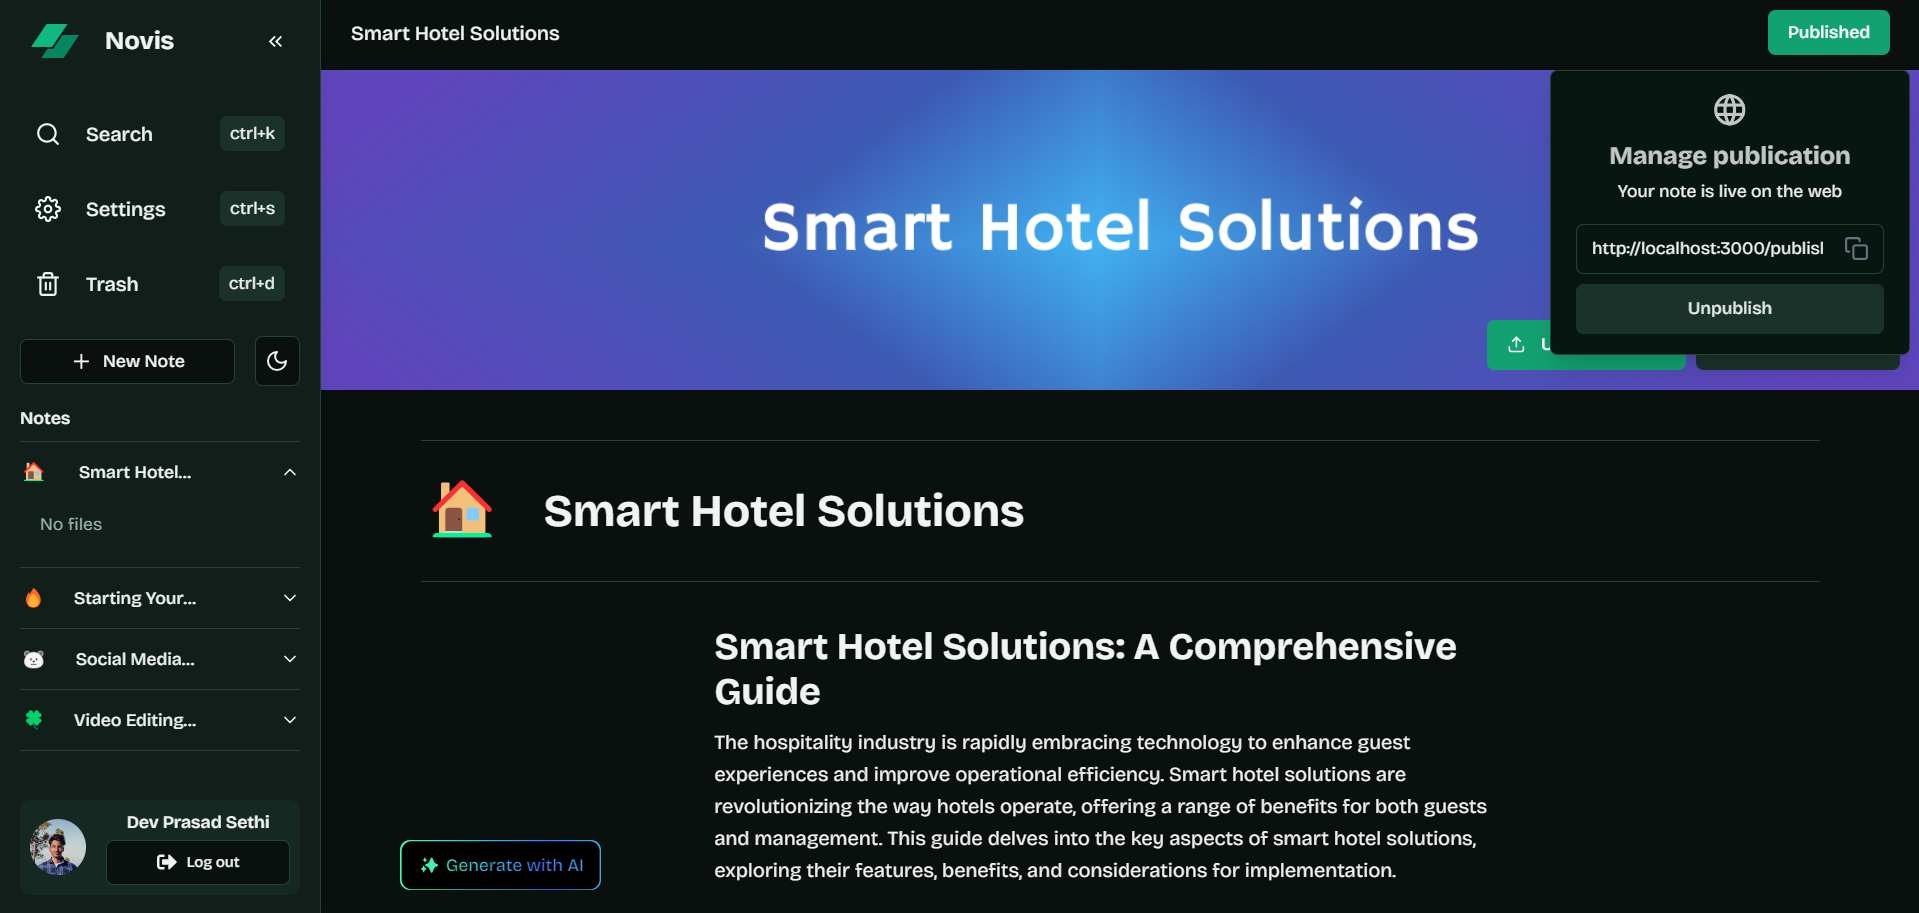 Novis
Search
ctrl+k
Settings
ctrl+s
Trash
ctrl+d
New Note
Notes
Smart Hotel...
No files
Starting Your...
Social Media...
Video Editing...
Dev Prasad Sethi
Log out
Smart Hotel Solutions
Published
Smart Hotel Solutions
Manage publication
Your note is live on the web
http://localhost:3000/publisl
Unpublish
Smart Hotel Solutions
Smart Hotel Solutions: A Comprehensive
Guide
The hospitality industry is rapidly embracing technology to enhance guest
experiences and improve operational efficiency. Smart hotel solutions are
revolutionizing the way hotels operate, offering a range of benefits for both guests
and management. This guide delves into the key aspects of smart hotel solutions,
exploring their features, benefits, and considerations for implementation.
Generate with AI